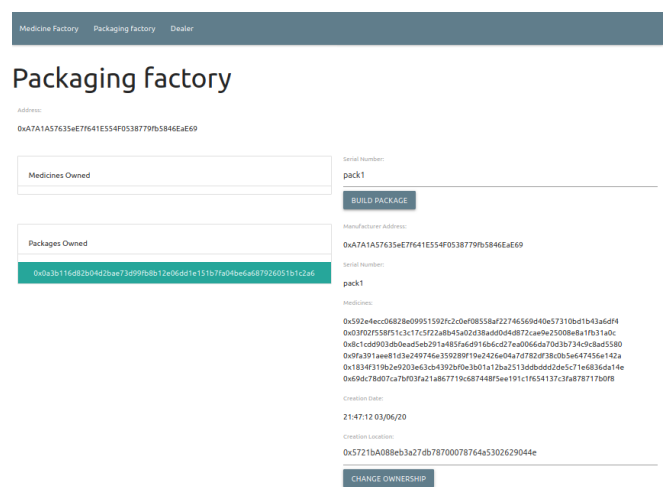 Medicine Factory Packaging factory Dealer
Packaging factory
Address:
0xA7A1A57635eE7f641E554F0538779fb5846EaE69
Medicines Owned
Packages Owned
0x0a3b116d82b04d2bae73d99fb8b12e06dd1e151b7fa04be6a687926051b1c2a6
Serial Number:
pack1
BUILD PACKAGE
Manufacturer Address:
0xA7A1A57635eE7f641E554F0538779fb5846EaE69
Serial Number:
pack1
Medicines:
0x592e4ecc06828e09951592fc2c0ef08558af22746569d40e57310bd1b43a6df4
0x03f02f558f51c3c17c5f22a8b45a02d38add0d4d872cae9e25008e8a1fb31a0c
0x8c1cdd903db0ead5eb291a485fa6d916b6cd27ea0066da70d3b734c9c8ad5580
0x9fa391aee81d3e249746e359289f19e2426e04a7d782df38c0b5e647456e142a
0x1834f319b2e9203e63cb4392bf0e3b01a12ba2513ddbddd2de5c71e6836da14e
0x69dc78d07ca7bf03fa21a867719c687448f5ee191c1f654137c3fa878717b0f8
Creation Date:
21:47:12 03/06/20
Creation Location:
0x5721bA088eb3a27db78700078764a5302629044e
CHANGE OWNERSHIP